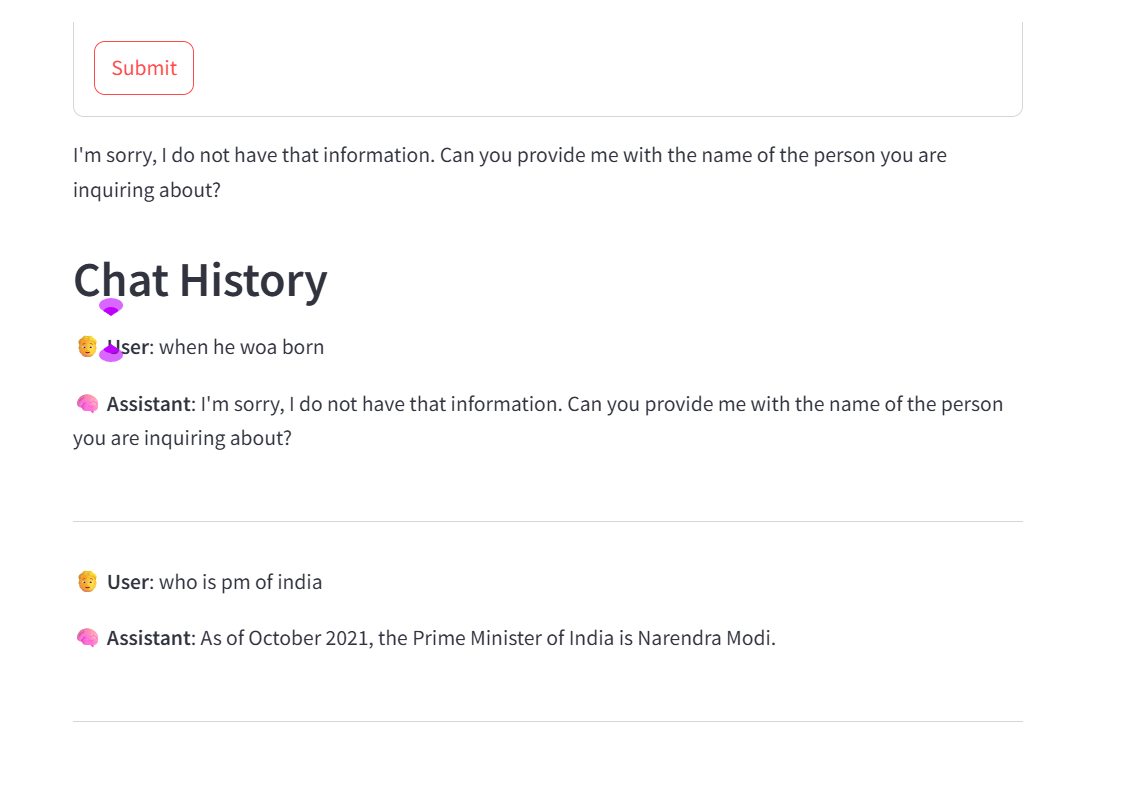 Submit
I'm sorry, I do not have that information. Can you provide me with the name of the person you are
inquiring about?
Chat History
User: when he woa born
Assistant: I'm sorry, I do not have that information. Can you provide me with the name of the person
you are inquiring about?
User: who is pm of india
Assistant: As of October 2021, the Prime Minister of India is Narendra Modi.